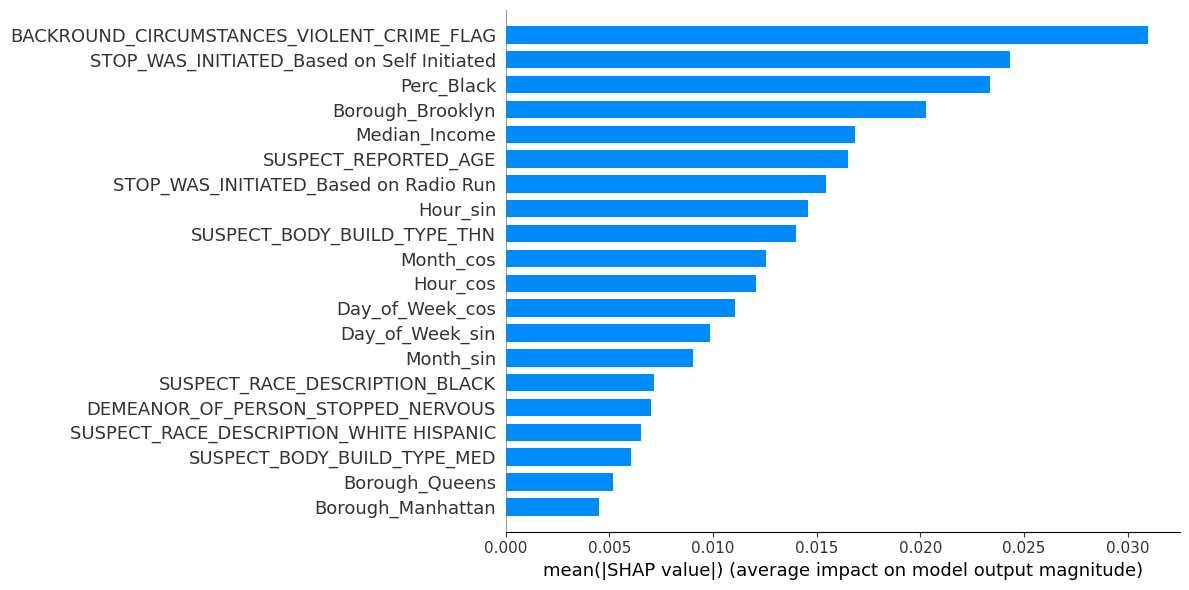 BACKROUND_CIRCUMSTANCES_VIOLENT_CRIME_FLAG
STOP_WAS_INITIATED_Based on Self Initiated
Perc_Black
Borough_Brooklyn
Median_Income
SUSPECT_REPORTED_AGE
STOP_WAS_INITIATED_Based on Radio Run
Hour_sin
SUSPECT_BODY_BUILD_TYPE_THN
Month_cos
Hour_cos
Day_of_Week_cos
Day_of_Week_sin
Month_sin
SUSPECT_RACE_DESCRIPTION_BLACK
DEMEANOR_OF_PERSON_STOPPED_NERVOUS
SUSPECT_RACE_DESCRIPTION_WHITE HISPANIC
SUSPECT_BODY_BUILD_TYPE_MED
Borough_Queens
Borough_Manhattan
0.000 0.005 0.010 0.015 0.020 0.025 0.030
mean(|SHAP value|) (average impact on model output magnitude)